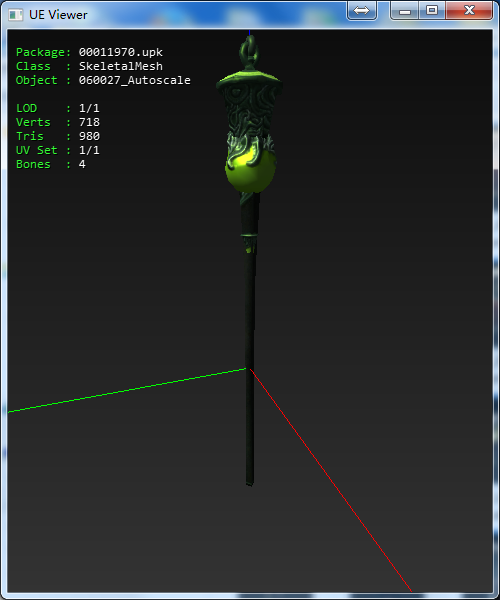 UE Viewer
Package: 00011970.upk
Class : SkeletalMesh
Object : 060027_Autoscale
LOD : 1/1
Verts : 718
Tris : 980
UV Set : 1/1
Bones : 4